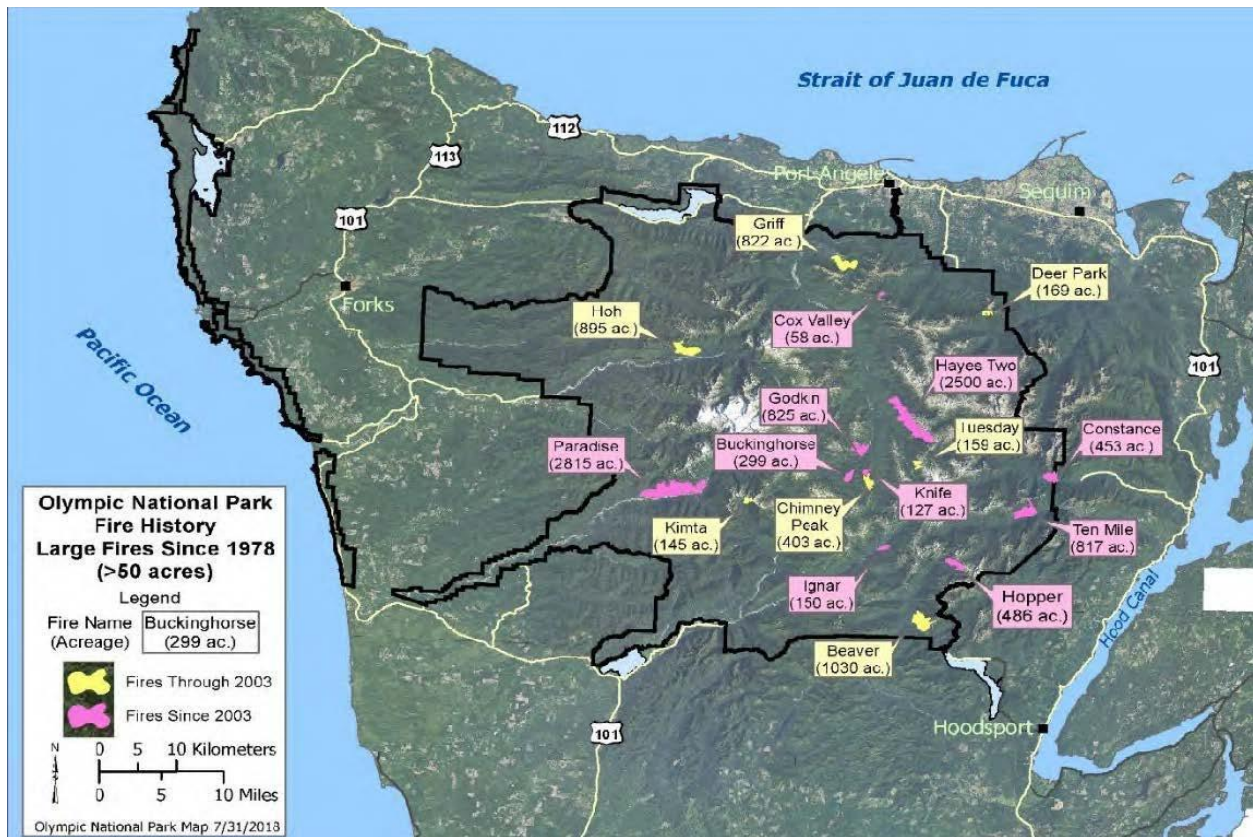 Strait of Juan de Fuca
112
113
Port Angeles
Sequim
101
Griff
(822 ac.)
Deer Park
(169 ac.)
Forks
Hoh
(895 ac.)
Cox Valley
(58 ac.)
Pacific Ocean
Hayes Two
(2500 ac.)
101
Godkin
(825 ac.)
Tuesday
(159 ac.)
Constance
(453 ac.)
Paradise
(2815 ac.)
Buckinghorse
(299 ac.)
Knife
(127 ac.)
Kimta
(145 ac.)
Chimney
Peak
(403 ac.)
Ten Mile
(817 ac.)
Ignar
(150 ac.)
Hopper
(486 ac.)
Beaver
(1030 ac.)
Hood Canal
Hoodsport
101
Olympic National Park
Fire History
Large Fires Since 1978
(>50 acres)
Legend
Fire Name
(Acreage)
Buckinghorse
(299 ac.)
Fires Through 2003
Fires Since 2003
N
0 5 10 Kilometers
0 5 10 Miles
Olympic National Park Map 7/31/2018